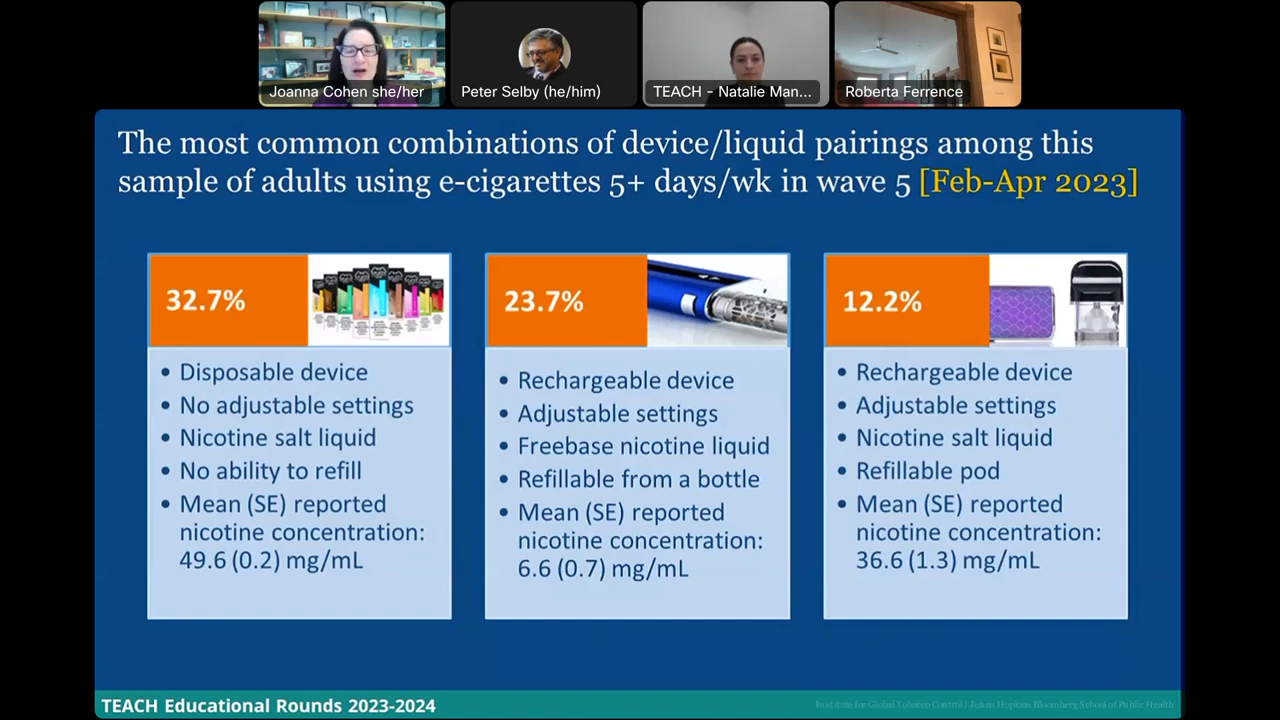 Joanna Cohen she/her
Peter Selby (he/him)
TEACH - Natalie Man...
Roberta Ferrence
The most common combinations of device/liquid pairings among this
sample of adults using e-cigarettes 5+ days/wk in wave 5 [Feb-Apr 2023]
32.7%
• Disposable device
• No adjustable settings
• Nicotine salt liquid
• No ability to refill
• Mean (SE) reported
nicotine concentration:
49.6 (0.2) mg/mL
23.7%
• Rechargeable device
• Adjustable settings
• Freebase nicotine liquid
• Refillable from a bottle
• Mean (SE) reported
nicotine concentration:
6.6 (0.7) mg/mL
12.2%
• Rechargeable device
• Adjustable settings
• Nicotine salt liquid
• Refillable pod
• Mean (SE) reported
nicotine concentration:
36.6 (1.3) mg/mL
TEACH Educational Rounds 2023-2024
Institute for Global Tobacco Control | Johns Hopkins Bloomberg School of Public Health